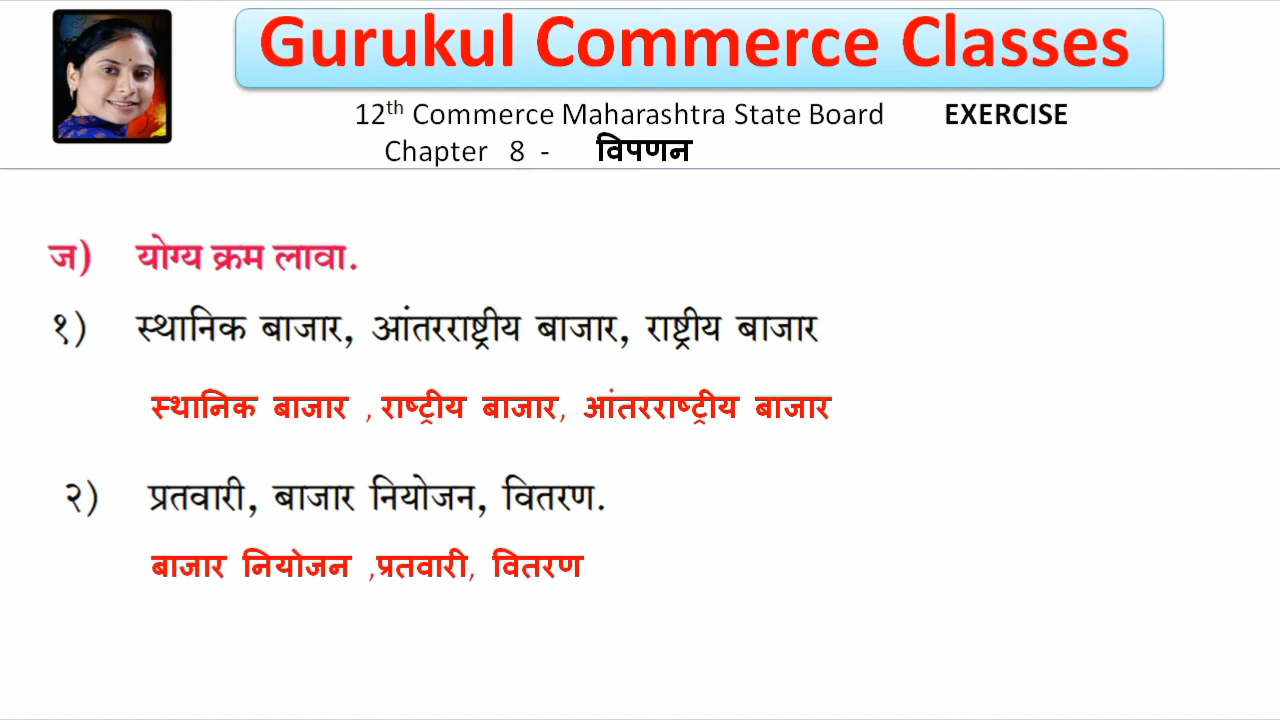 Gurukul Commerce Classes
12th Commerce Maharashtra State Board EXERCISE
Chapter 8 - विपणन
ज) योग्य क्रम लावा.
१) स्थानिक बाजार, आंतरराष्ट्रीय बाजार, राष्ट्रीय बाजार
स्थानिक बाजार , राष्ट्रीय बाजार, आंतरराष्ट्रीय बाजार
२) प्रतवारी, बाजार नियोजन, वितरण.
बाजार नियोजन ,प्रतवारी, वितरण